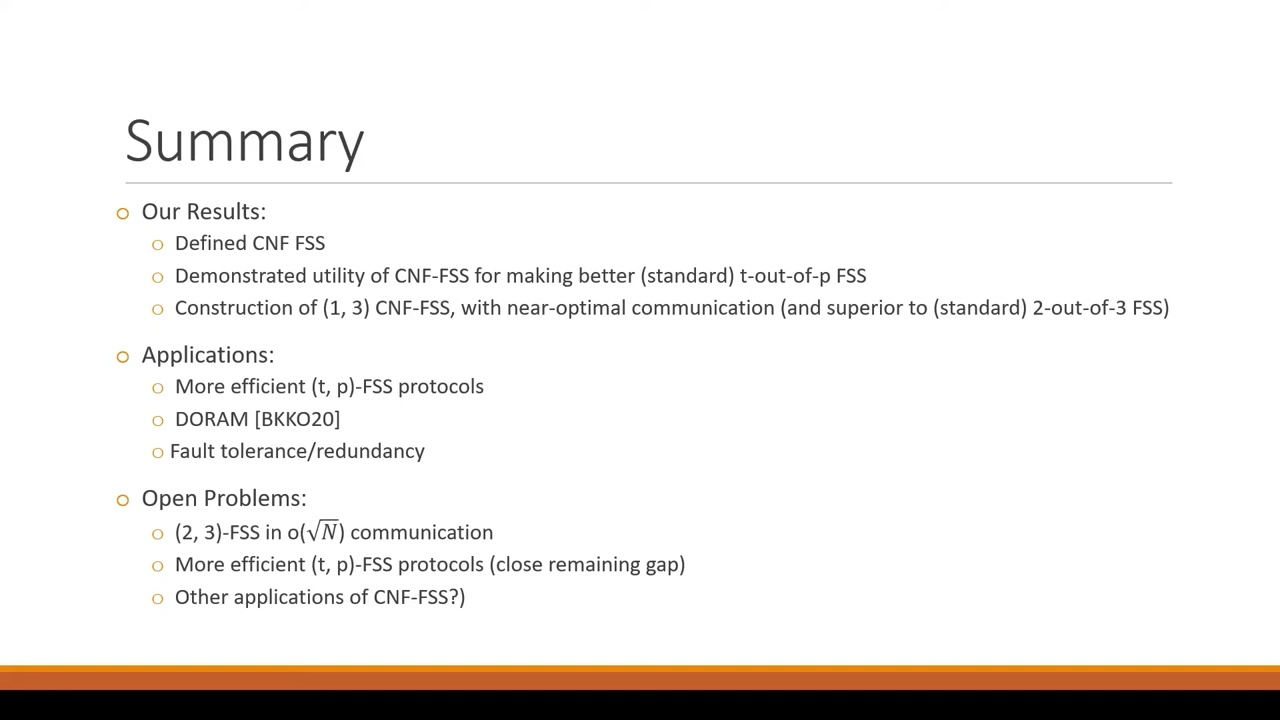 Summary
o Our Results:
o Defined CNF FSS
o Demonstrated utility of CNF-FSS for making better (standard) t-out-of-p FSS
o Construction of (1, 3) CNF-FSS, with near-optimal communication (and superior to (standard) 2-out-of-3 FSS)
o Applications:
o More efficient (t, p)-FSS protocols
o DORAM [BKKO20]
o Fault tolerance/redundancy
o Open Problems:
o (2, 3)-FSS in o(√N) communication
o More efficient (t, p)-FSS protocols (close remaining gap)
o Other applications of CNF-FSS?)